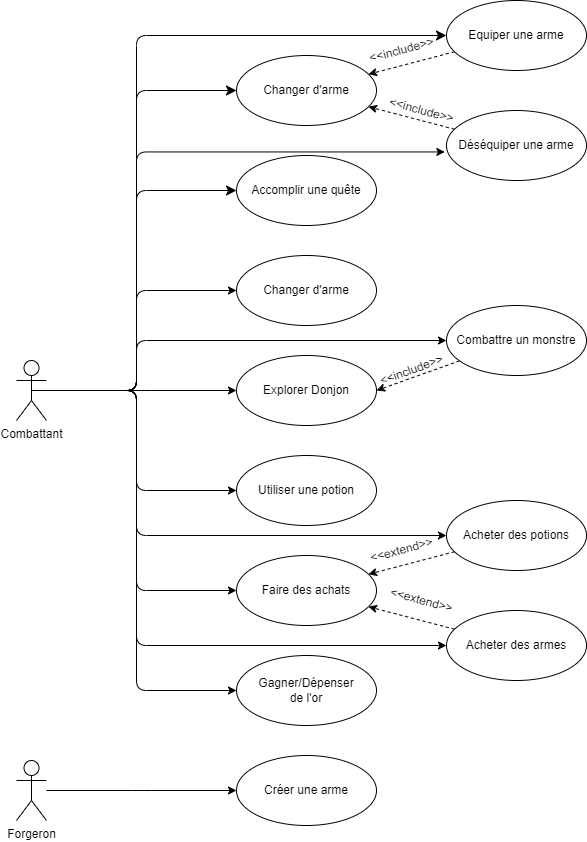 Equiper une arme
<<include>>
Changer d'arme
<<include>>
Déséquiper une arme
Accomplir une quête
Changer d'arme
Combattre un monstre
<<include>>
Explorer Donjon
Combattant
Utiliser une potion
Acheter des potions
<<extend>>
Faire des achats
<<extend>>
Acheter des armes
Gagner/Dépenser
de l'or
Créer une arme
Forgeron